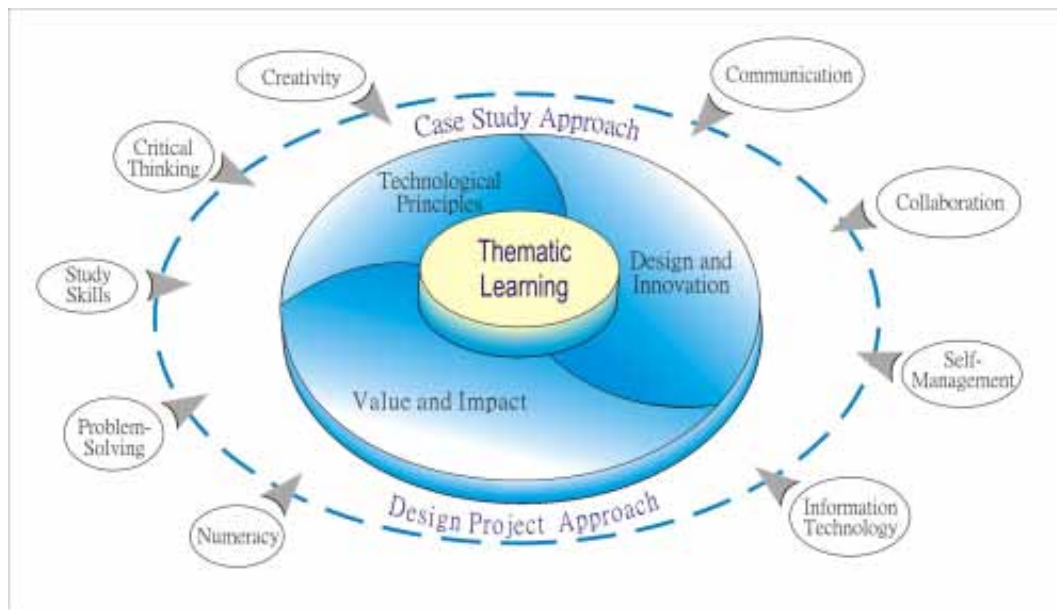 Creativity
Communication
Case Study Approach
Critical
Thinking
Technological
Principles
Collaboration
Thematic
Learning
Design and
Innovation
Study
Skills
Self-
Management
Value and Impact
Problem-
Solving
Design Project Approach
Information
Technology
Numeracy